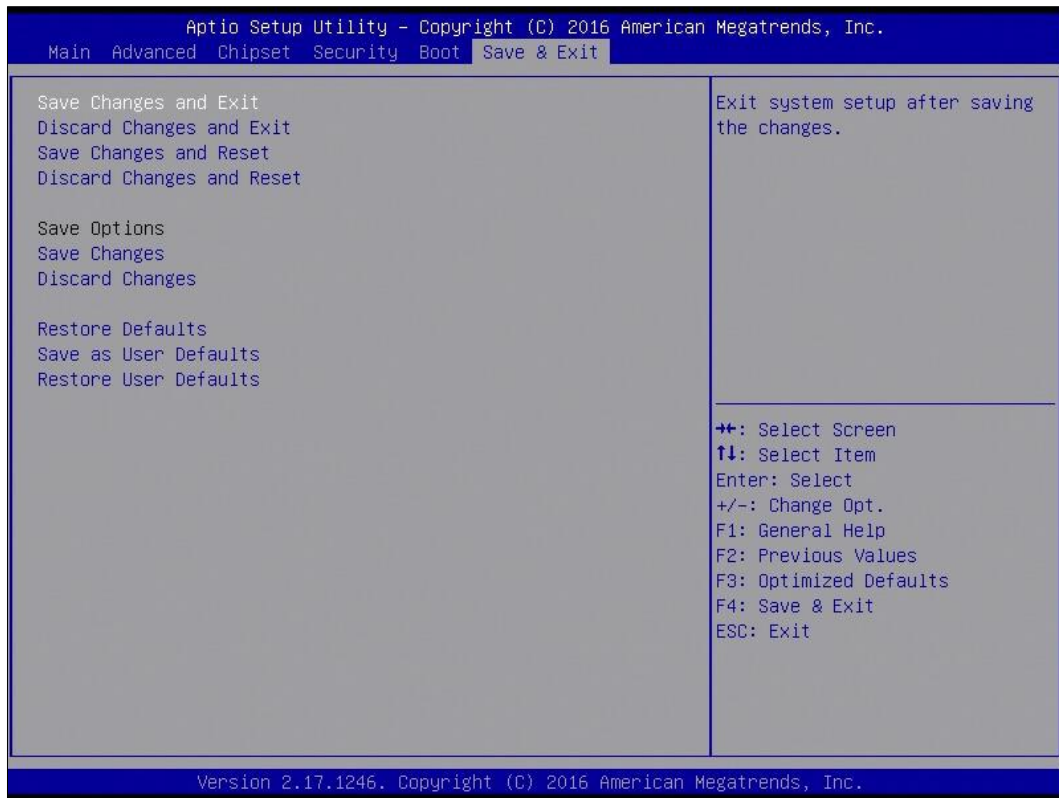 Aptio Setup Utility – Copyright (C) 2016 American Megatrends, Inc.
Main Advanced Chipset Security Boot Save & Exit
Save Changes and Exit
Discard Changes and Exit
Save Changes and Reset
Discard Changes and Reset
Save Options
Save Changes
Discard Changes
Restore Defaults
Save as User Defaults
Restore User Defaults
Exit system setup after saving
the changes.
→←: Select Screen
↑↓: Select Item
Enter: Select
+/-: Change Opt.
F1: General Help
F2: Previous Values
F3: Optimized Defaults
F4: Save & Exit
ESC: Exit
Version 2.17.1246. Copyright (C) 2016 American Megatrends, Inc.